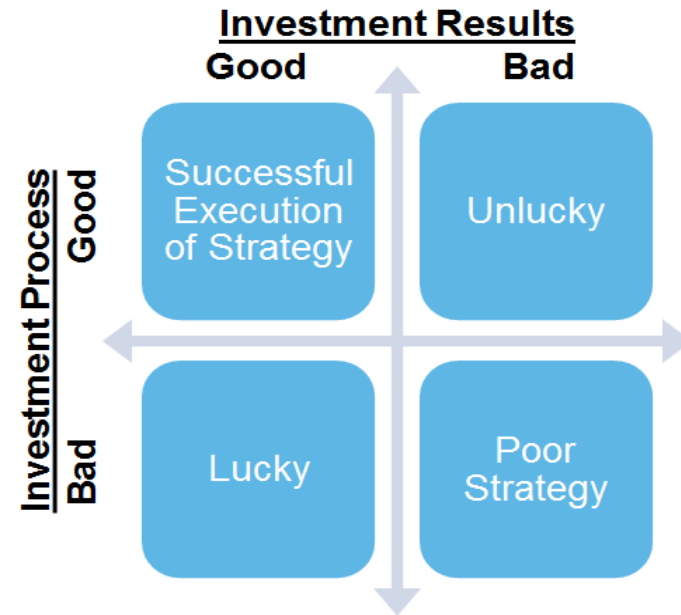 Investment Results
Good Bad
Investment Process
Good
Successful
Execution
of Strategy
Unlucky
Bad
Lucky
Poor
Strategy